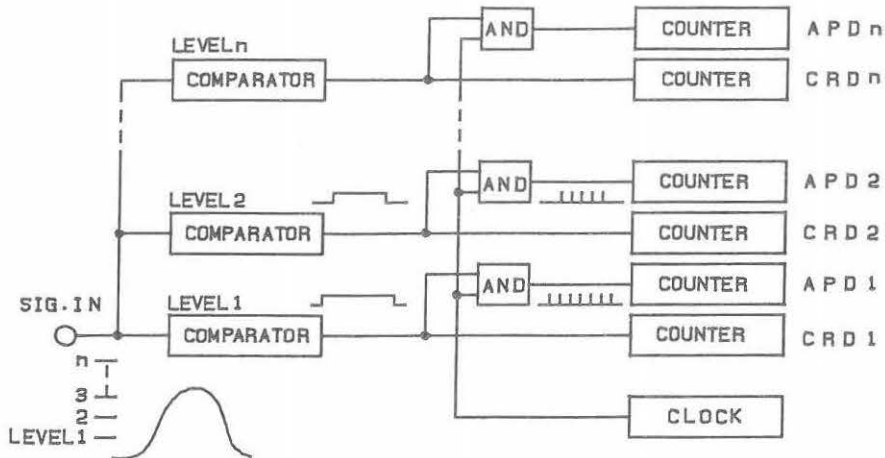 AND COUNTER APDn
LEVELn
COMPARATOR COUNTER CRDn
AND COUNTER APD2
LEVEL2
COMPARATOR COUNTER CRD2
AND COUNTER APD1
SIG.IN LEVEL1
COMPARATOR COUNTER CRD1
n
3
2
LEVEL1
CLOCK